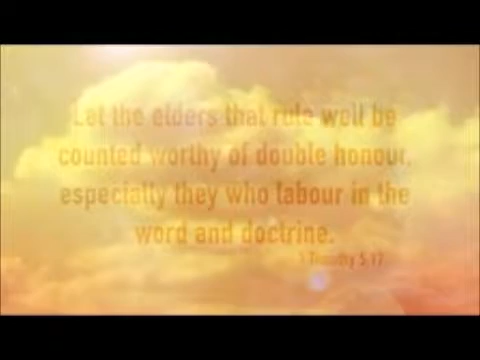 Let the elders that rule well be
counted worthy of double honour,
especially they who labour in the
word and doctrine.
1 Timothy 5:17